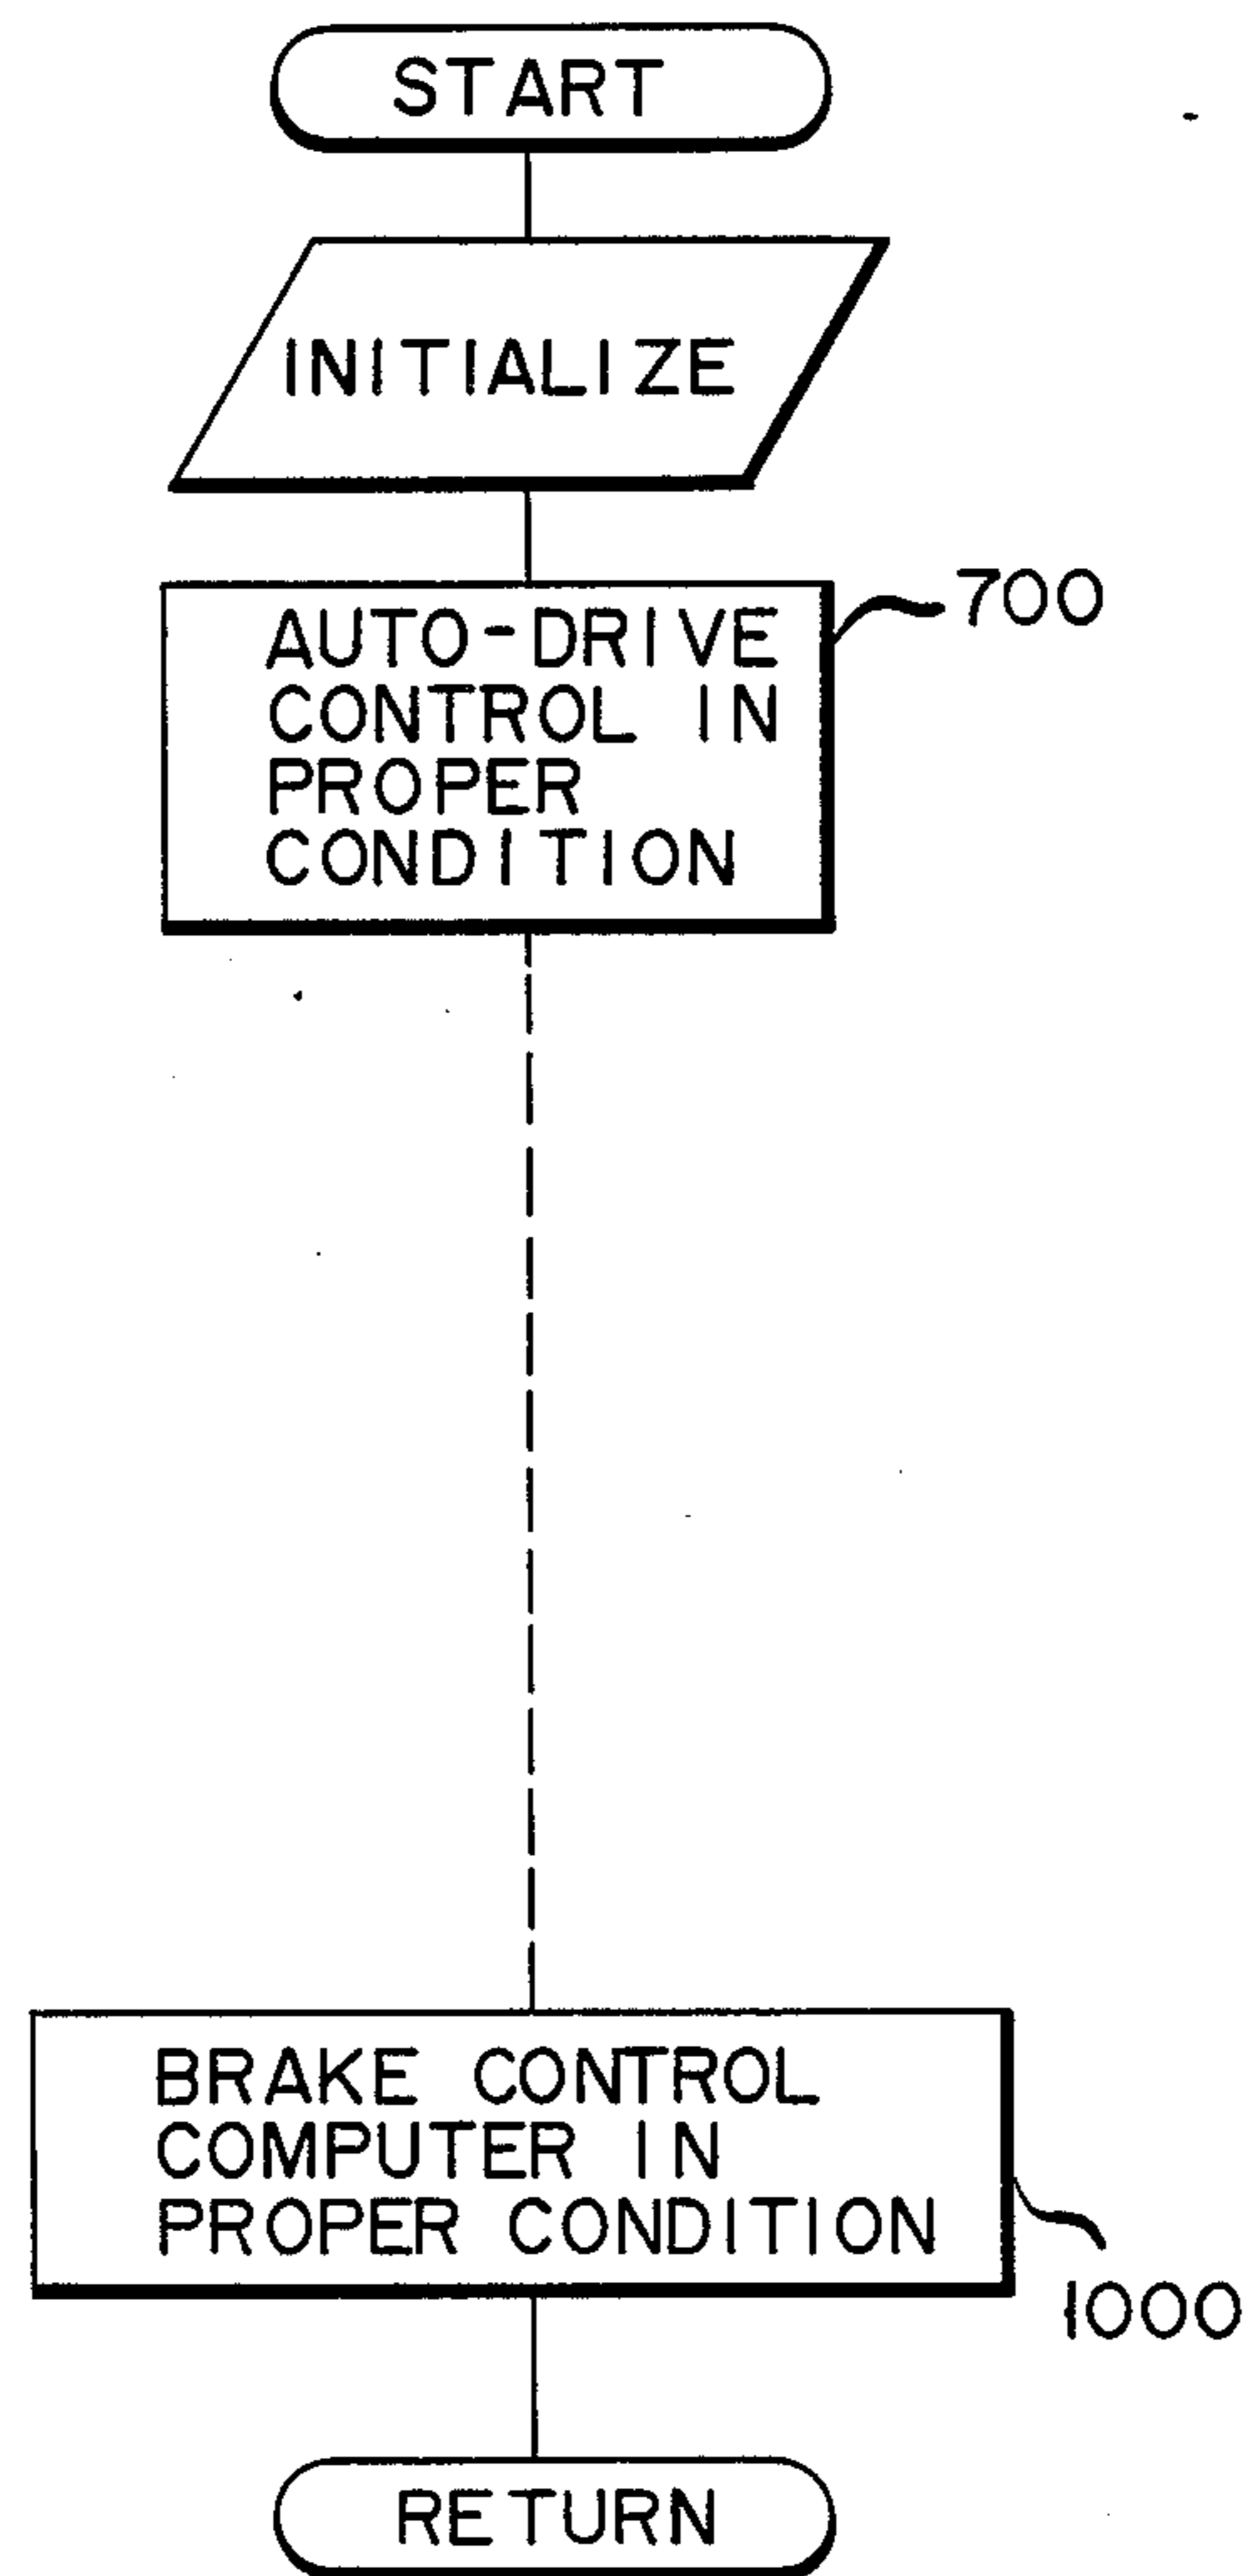 START
INITIALIZE
700
AUTO-DRIVE
CONTROL IN
PROPER
CONDITION
BRAKE CONTROL
COMPUTER IN
PROPER CONDITION
1000
RETURN